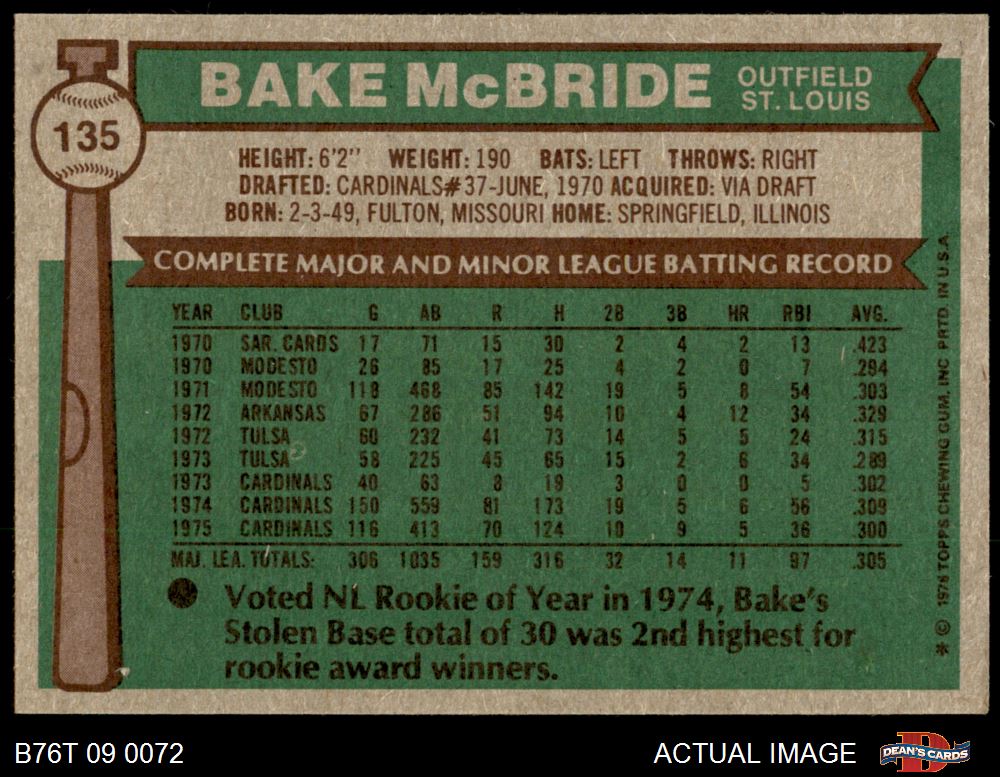 135
BAKE McBRIDE
OUTFIELD
ST. LOUIS
HEIGHT: 6'2" WEIGHT: 190 BATS: LEFT THROWS: RIGHT
DRAFTED: CARDINALS#37-JUNE, 1970 ACQUIRED: VIA DRAFT
BORN: 2-3-49, FULTON, MISSOURI HOME: SPRINGFIELD, ILLINOIS
COMPLETE MAJOR AND MINOR LEAGUE BATTING RECORD
YEAR CLUB G AB R H 2B 3B HR RBI AVG.
1970 SAR. CARDS 17 71 15 30 2 4 2 13 .423
1970 MODESTO 26 85 17 25 4 2 0 7 .294
1971 MODESTO 118 468 85 142 19 5 8 54 .303
1972 ARKANSAS 67 286 51 94 10 4 12 34 .329
1972 TULSA 60 232 41 73 14 5 5 24 .315
1973 TULSA 58 225 45 65 15 2 6 34 .289
1973 CARDINALS 40 63 8 19 3 0 0 5 .302
1974 CARDINALS 150 559 81 173 19 5 6 56 .309
1975 CARDINALS 116 413 70 124 10 9 5 36 .300
MAJ. LEA. TOTALS: 306 1035 159 316 32 14 11 97 .305
Voted NL Rookie of Year in 1974, Bake's
Stolen Base total of 30 was 2nd highest for
rookie award winners.
* © 1976 TOPPS CHEWING GUM, INC. PRTD. IN U.S.A.
B76T 09 0072
ACTUAL IMAGE
DEAN'S CARDS